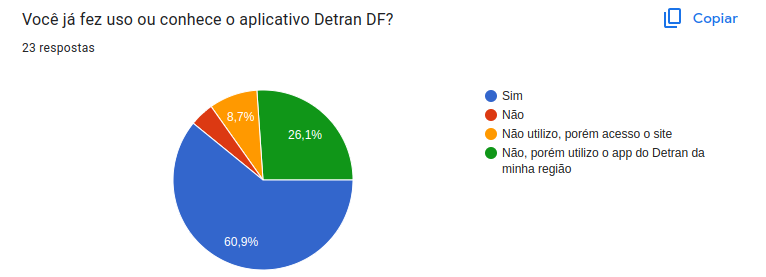 Você já fez uso ou conhece o aplicativo Detran DF?
Copiar
23 respostas
Sim
Não
Não utilizo, porém acesso o site
Não, porém utilizo o app do Detran da
minha região
8,7%
26,1%
60,9%